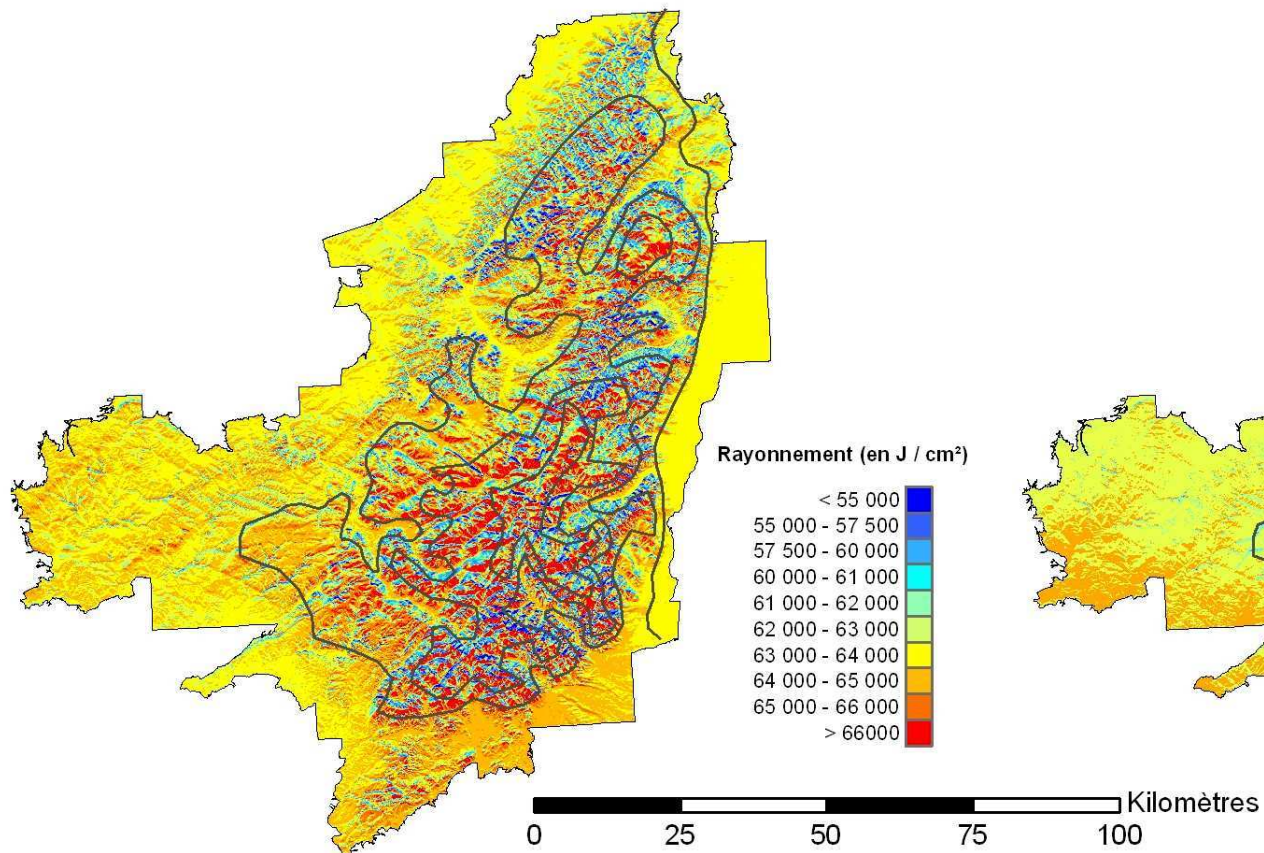 Rayonnement (en J / cm²)
< 55 000
55 000 - 57 500
57 500 - 60 000
60 000 - 61 000
61 000 - 62 000
62 000 - 63 000
63 000 - 64 000
64 000 - 65 000
65 000 - 66 000
> 66000
Kilomètres
0 25 50 75 100